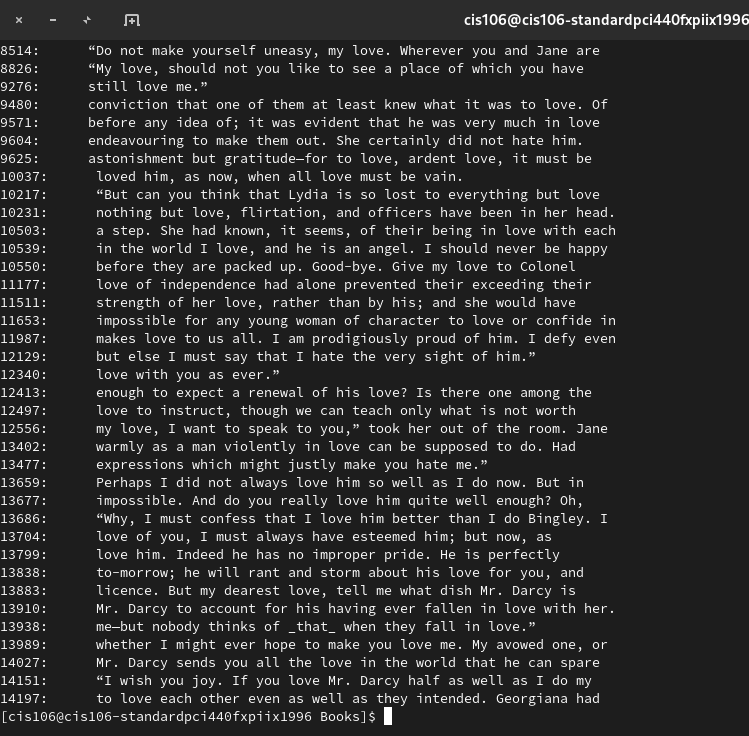 cis106@cis106-standardpci440fxpiix1996
8514:      “Do not make yourself uneasy, my love. Wherever you and Jane are
8826:      “My love, should not you like to see a place of which you have
9276:      still love me.”
9480:      conviction that one of them at least knew what it was to love. Of
9571:      before any idea of; it was evident that he was very much in love
9604:      endeavouring to make them out. She certainly did not hate him.
9625:      astonishment but gratitude—for to love, ardent love, it must be
10037:      loved him, as now, when all love must be vain.
10217:      “But can you think that Lydia is so lost to everything but love
10231:      nothing but love, flirtation, and officers have been in her head.
10503:      a step. She had known, it seems, of their being in love with each
10539:      in the world I love, and he is an angel. I should never be happy
10550:      before they are packed up. Good-bye. Give my love to Colonel
11177:      love of independence had alone prevented their exceeding their
11511:      strength of her love, rather than by his; and she would have
11653:      impossible for any young woman of character to love or confide in
11987:      makes love to us all. I am prodigiously proud of him. I defy even
12129:      but else I must say that I hate the very sight of him.”
12340:      love with you as ever.”
12413:      enough to expect a renewal of his love? Is there one among the
12497:      love to instruct, though we can teach only what is not worth
12556:      my love, I want to speak to you,” took her out of the room. Jane
13402:      warmly as a man violently in love can be supposed to do. Had
13477:      expressions which might justly make you hate me.”
13659:      Perhaps I did not always love him so well as I do now. But in
13677:      impossible. And do you really love him quite well enough? Oh,
13686:      “Why, I must confess that I love him better than I do Bingley. I
13704:      love of you, I must always have esteemed him; but now, as
13799:      love him. Indeed he has no improper pride. He is perfectly
13838:      to-morrow; he will rant and storm about his love for you, and
13883:      licence. But my dearest love, tell me what dish Mr. Darcy is
13910:      Mr. Darcy to account for his having ever fallen in love with her.
13938:      me—but nobody thinks of _that_ when they fall in love.”
13989:      whether I might ever hope to make you love me. My avowed one, or
14027:      Mr. Darcy sends you all the love in the world that he can spare
14151:      “I wish you joy. If you love Mr. Darcy half as well as I do my
14197:      to love each other even as well as they intended. Georgiana had
[cis106@cis106-standardpci440fxpiix1996 Books]$